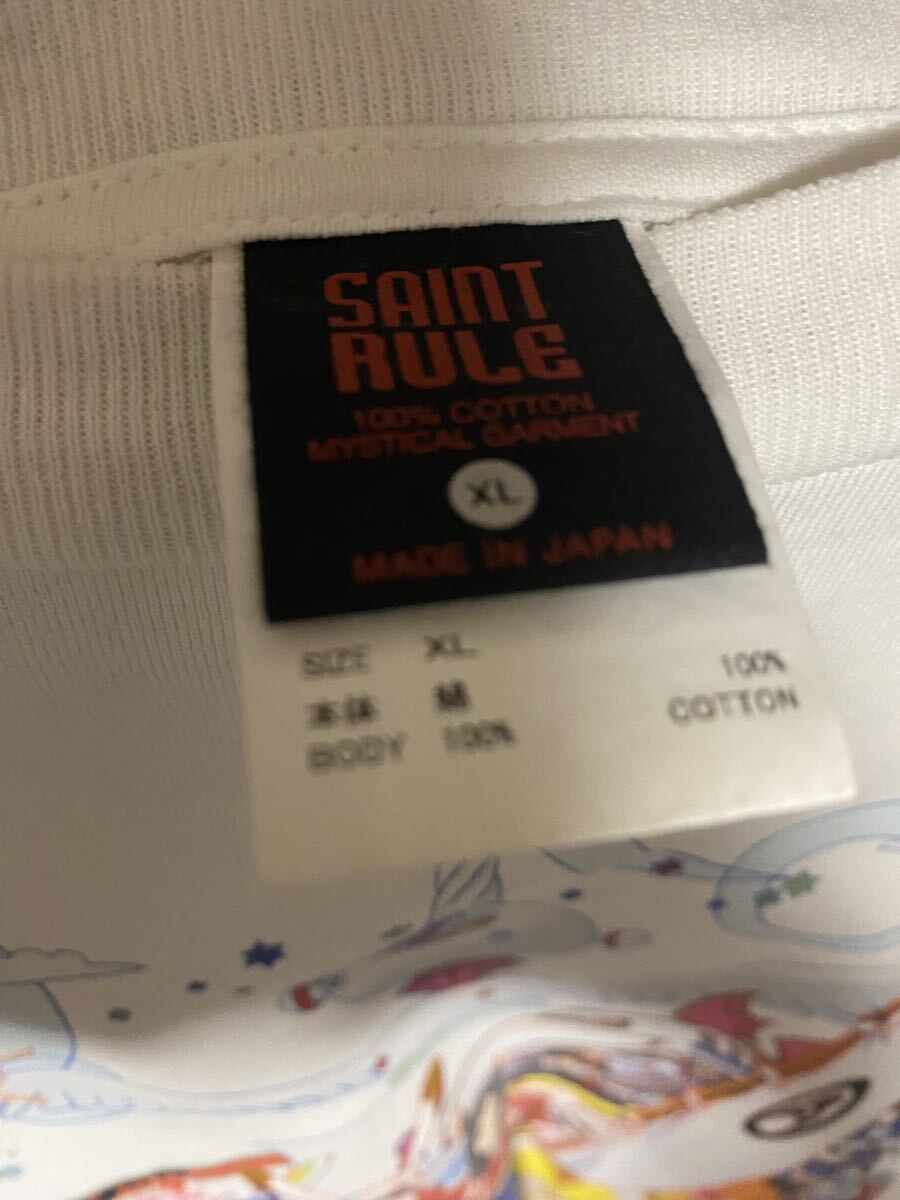 SAINT
RULE
100% COTTON
MYSTICAL GARMENT
XL
MADE IN JAPAN
SIZE XL
本体 綿
BODY 100%
100%
COTTON